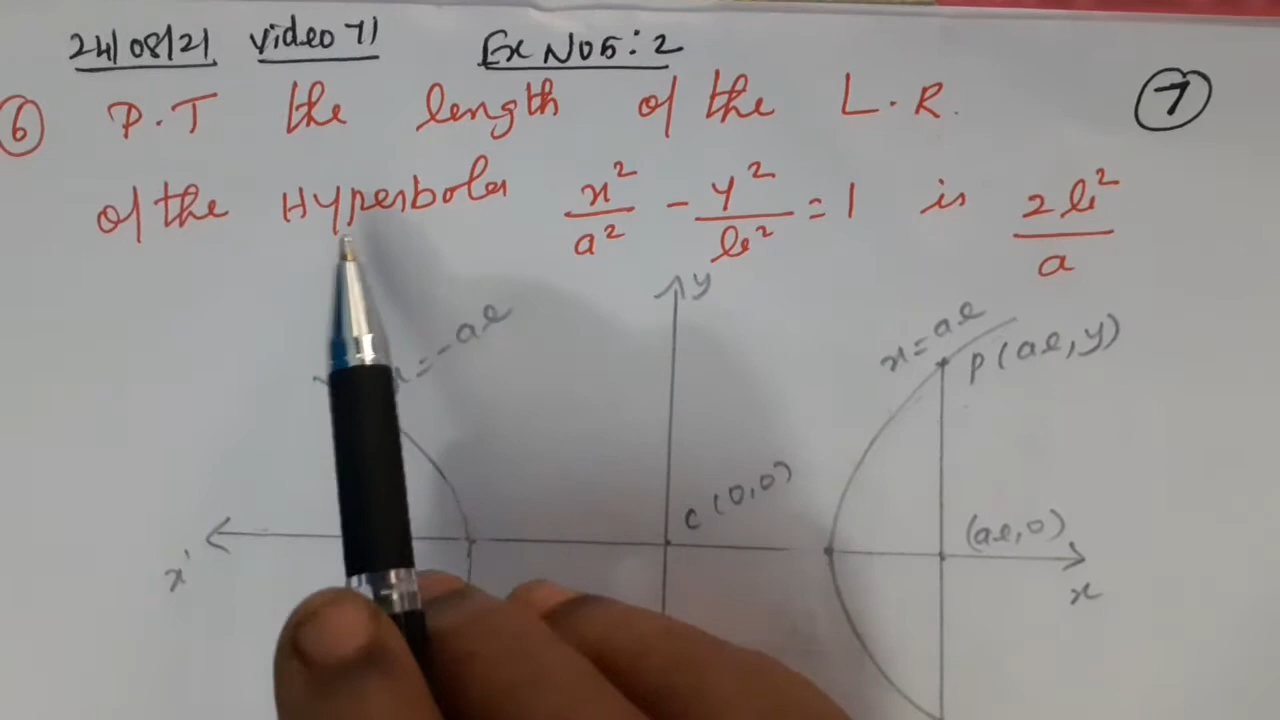 24/08/21 video 71 Ex No 5:2
6 P.T the length of the L.R. 7
of the Hyperbola x²/a² - y²/b² = 1 is 2b²/a
y
x = -ae
x = ae
P(ae, y)
C(0,0)
(ae,0)
x'
x